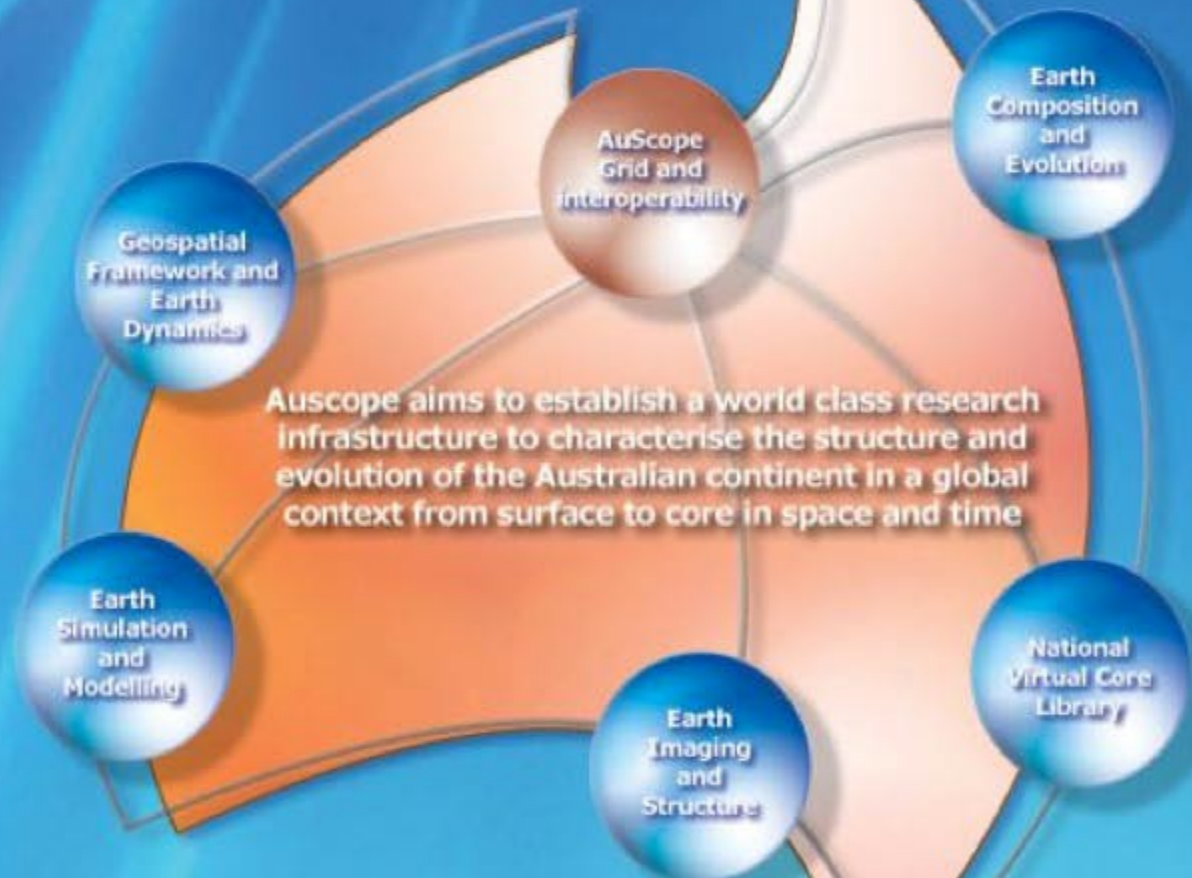 Earth
Composition
and
Evolution
AuScope
Grid and
interoperability
Geospatial
Framework and
Earth
Dynamics
Auscope aims to establish a world class research
infrastructure to characterise the structure and
evolution of the Australian continent in a global
context from surface to core in space and time
Earth
Simulation
and
Modelling
National
Virtual Core
Library
Earth
Imaging
and
Structure